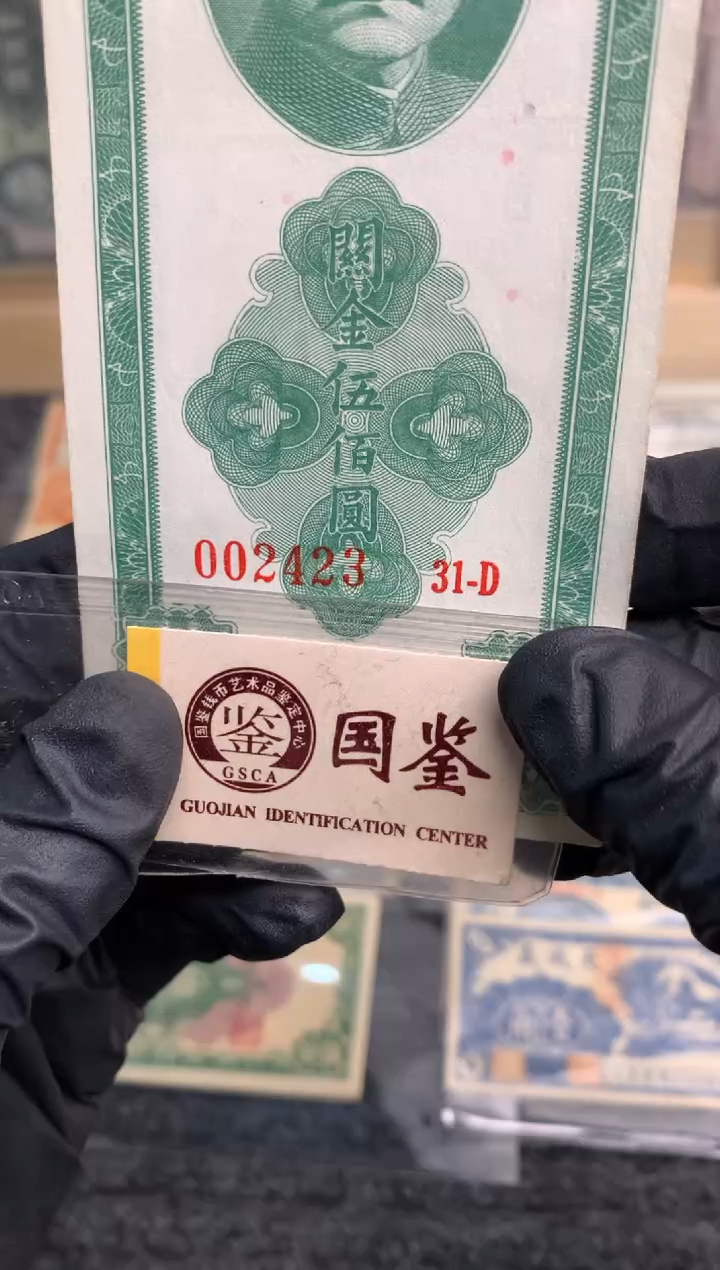 關金伍佰圓
002423 31-D
国鉴钱币艺术品鉴定中心
鉴
GSCA
国鉴
GUOJIAN IDENTIFICATION CENTER